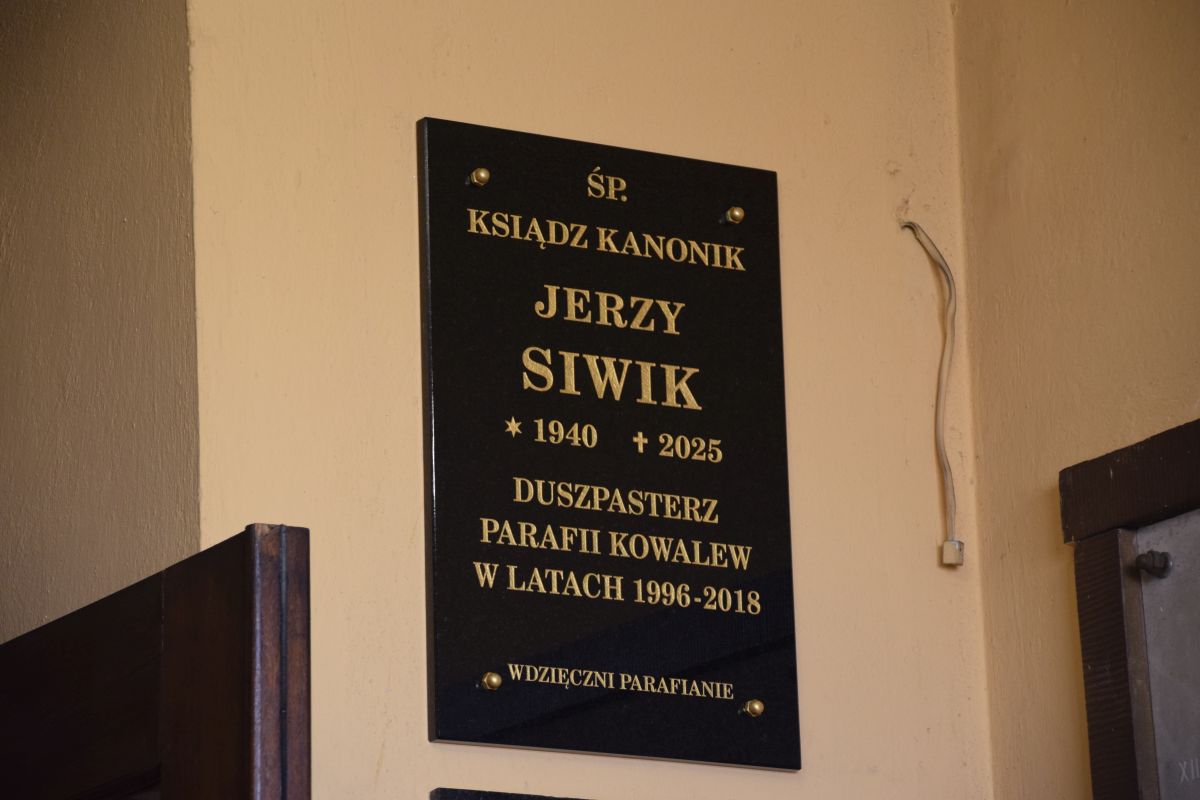 ŚP.
KSIĄDZ KANONIK
JERZY
SIWIK
* 1940 ✝ 2025
DUSZPASTERZ
PARAFII KOWALEW
W LATACH 1996-2018
WDZIĘCZNI PARAFIANIE